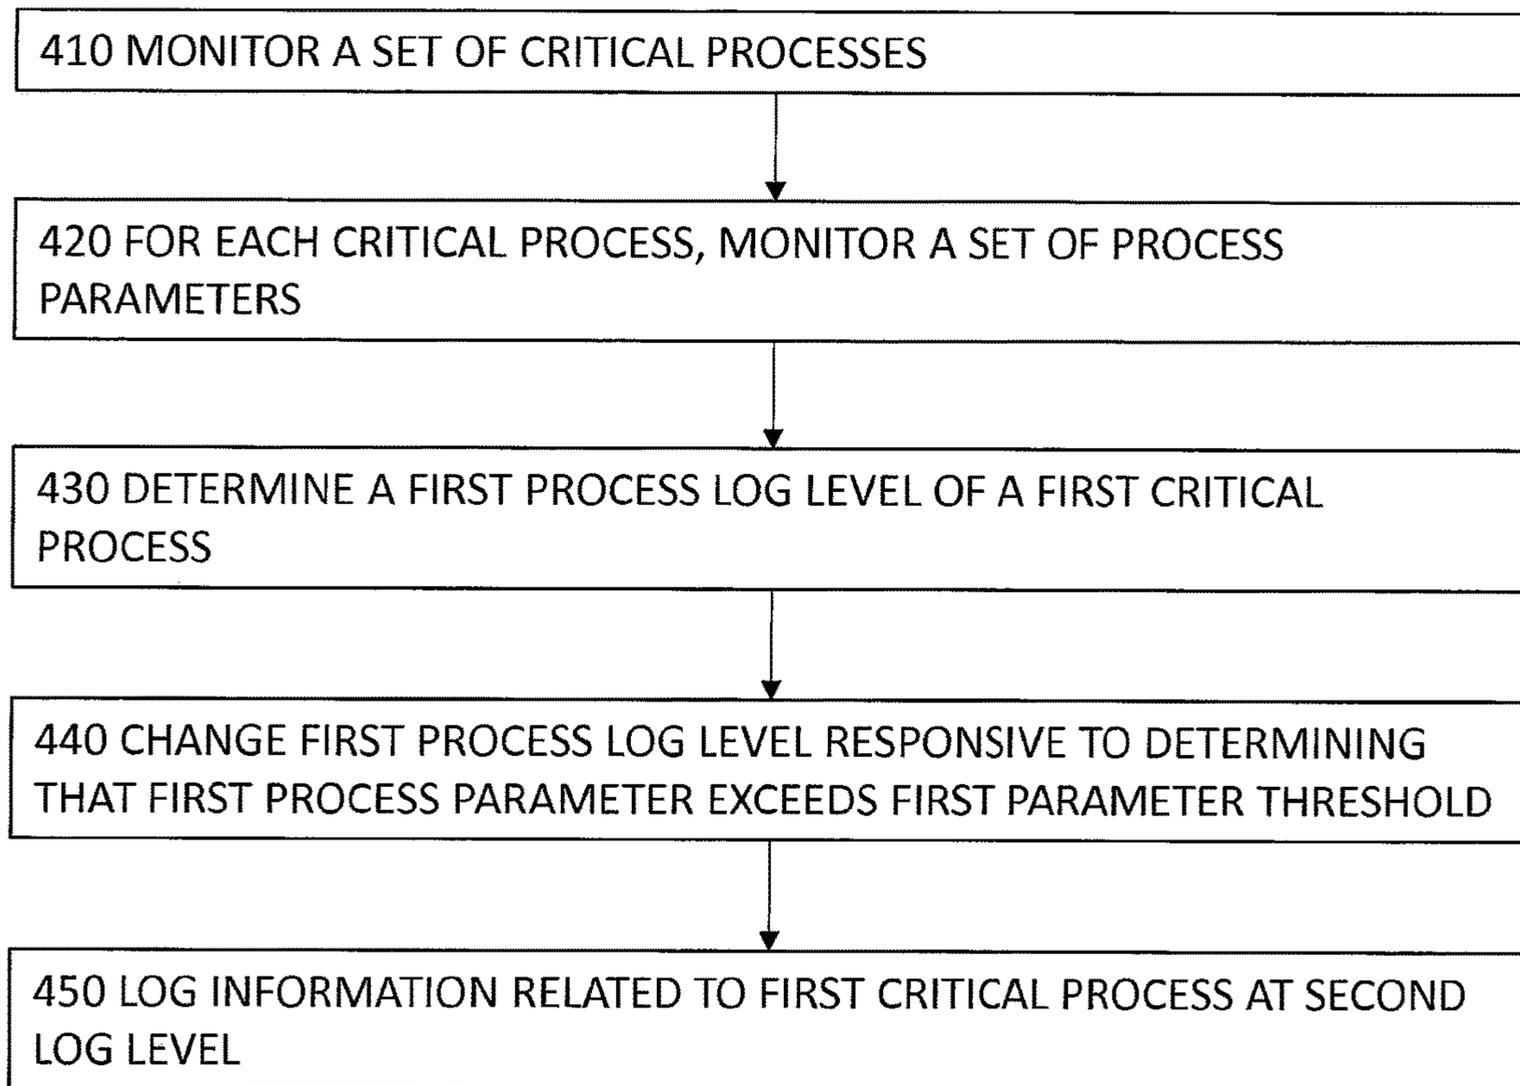 410 MONITOR A SET OF CRITICAL PROCESSES
420 FOR EACH CRITICAL PROCESS, MONITOR A SET OF PROCESS
PARAMETERS
430 DETERMINE A FIRST PROCESS LOG LEVEL OF A FIRST CRITICAL
PROCESS
440 CHANGE FIRST PROCESS LOG LEVEL RESPONSIVE TO DETERMINING
THAT FIRST PROCESS PARAMETER EXCEEDS FIRST PARAMETER THRESHOLD
450 LOG INFORMATION RELATED TO FIRST CRITICAL PROCESS AT SECOND
LOG LEVEL